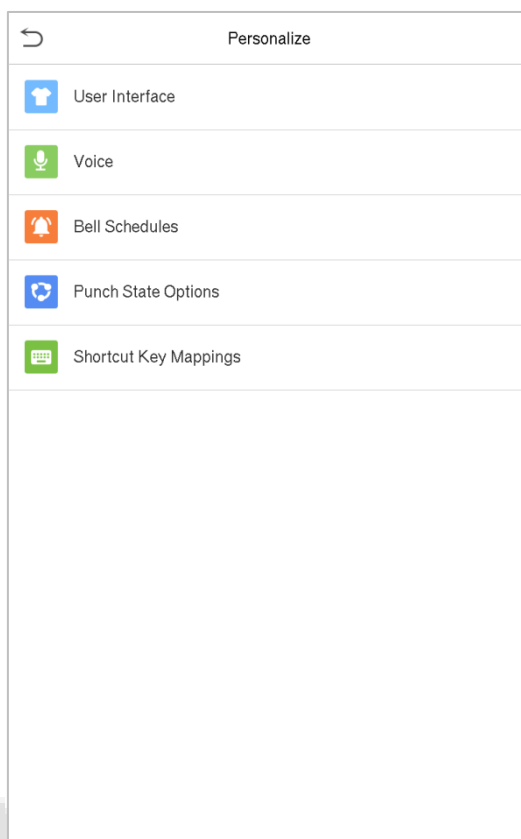 Personalize
User Interface
Voice
Bell Schedules
Punch State Options
Shortcut Key Mappings